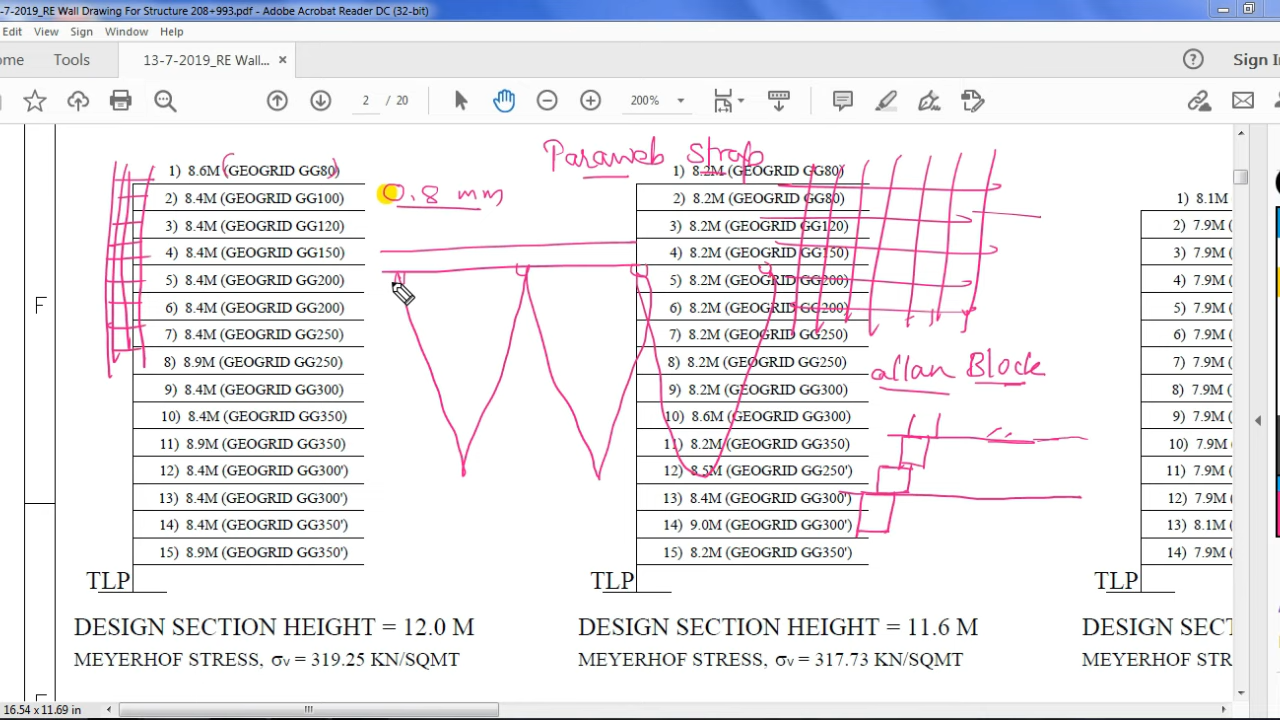 -7-2019_RE Wall Drawing For Structure 208+993.pdf - Adobe Acrobat Reader DC (32-bit)
Edit View Sign Window Help
ome Tools 13-7-2019_RE Wall... × Sign I
2 / 20 200%
Paraweb Strap
0.8 mm
1) 8.6M (GEOGRID GG80)
2) 8.4M (GEOGRID GG100)
3) 8.4M (GEOGRID GG120)
4) 8.4M (GEOGRID GG150)
5) 8.4M (GEOGRID GG200)
6) 8.4M (GEOGRID GG200)
7) 8.4M (GEOGRID GG250)
8) 8.9M (GEOGRID GG250)
9) 8.4M (GEOGRID GG300)
10) 8.4M (GEOGRID GG350)
11) 8.9M (GEOGRID GG350)
12) 8.4M (GEOGRID GG300')
13) 8.4M (GEOGRID GG300')
14) 8.4M (GEOGRID GG350')
15) 8.9M (GEOGRID GG350')
TLP
DESIGN SECTION HEIGHT = 12.0 M
MEYERHOF STRESS, σv = 319.25 KN/SQMT
1) 8.2M (GEOGRID GG80)
2) 8.2M (GEOGRID GG80)
3) 8.2M (GEOGRID GG120)
4) 8.2M (GEOGRID GG150)
5) 8.2M (GEOGRID GG200)
6) 8.2M (GEOGRID GG200)
7) 8.2M (GEOGRID GG250)
8) 8.2M (GEOGRID GG250)
9) 8.2M (GEOGRID GG300)
10) 8.6M (GEOGRID GG300)
11) 8.2M (GEOGRID GG350)
12) 8.5M (GEOGRID GG250')
13) 8.4M (GEOGRID GG300')
14) 9.0M (GEOGRID GG300')
15) 8.2M (GEOGRID GG350')
TLP
DESIGN SECTION HEIGHT = 11.6 M
MEYERHOF STRESS, σv = 317.73 KN/SQMT
allan Block
1) 8.1M
2) 7.9M (
3) 7.9M (
4) 7.9M (
5) 7.9M (
6) 7.9M (
7) 7.9M (
8) 7.9M (
9) 7.9M (
10) 7.9M (
11) 7.9M (
12) 7.9M (
13) 8.1M (
14) 7.9M (
TLP
DESIGN SECT
MEYERHOF STR
F
16.54 x 11.69 in